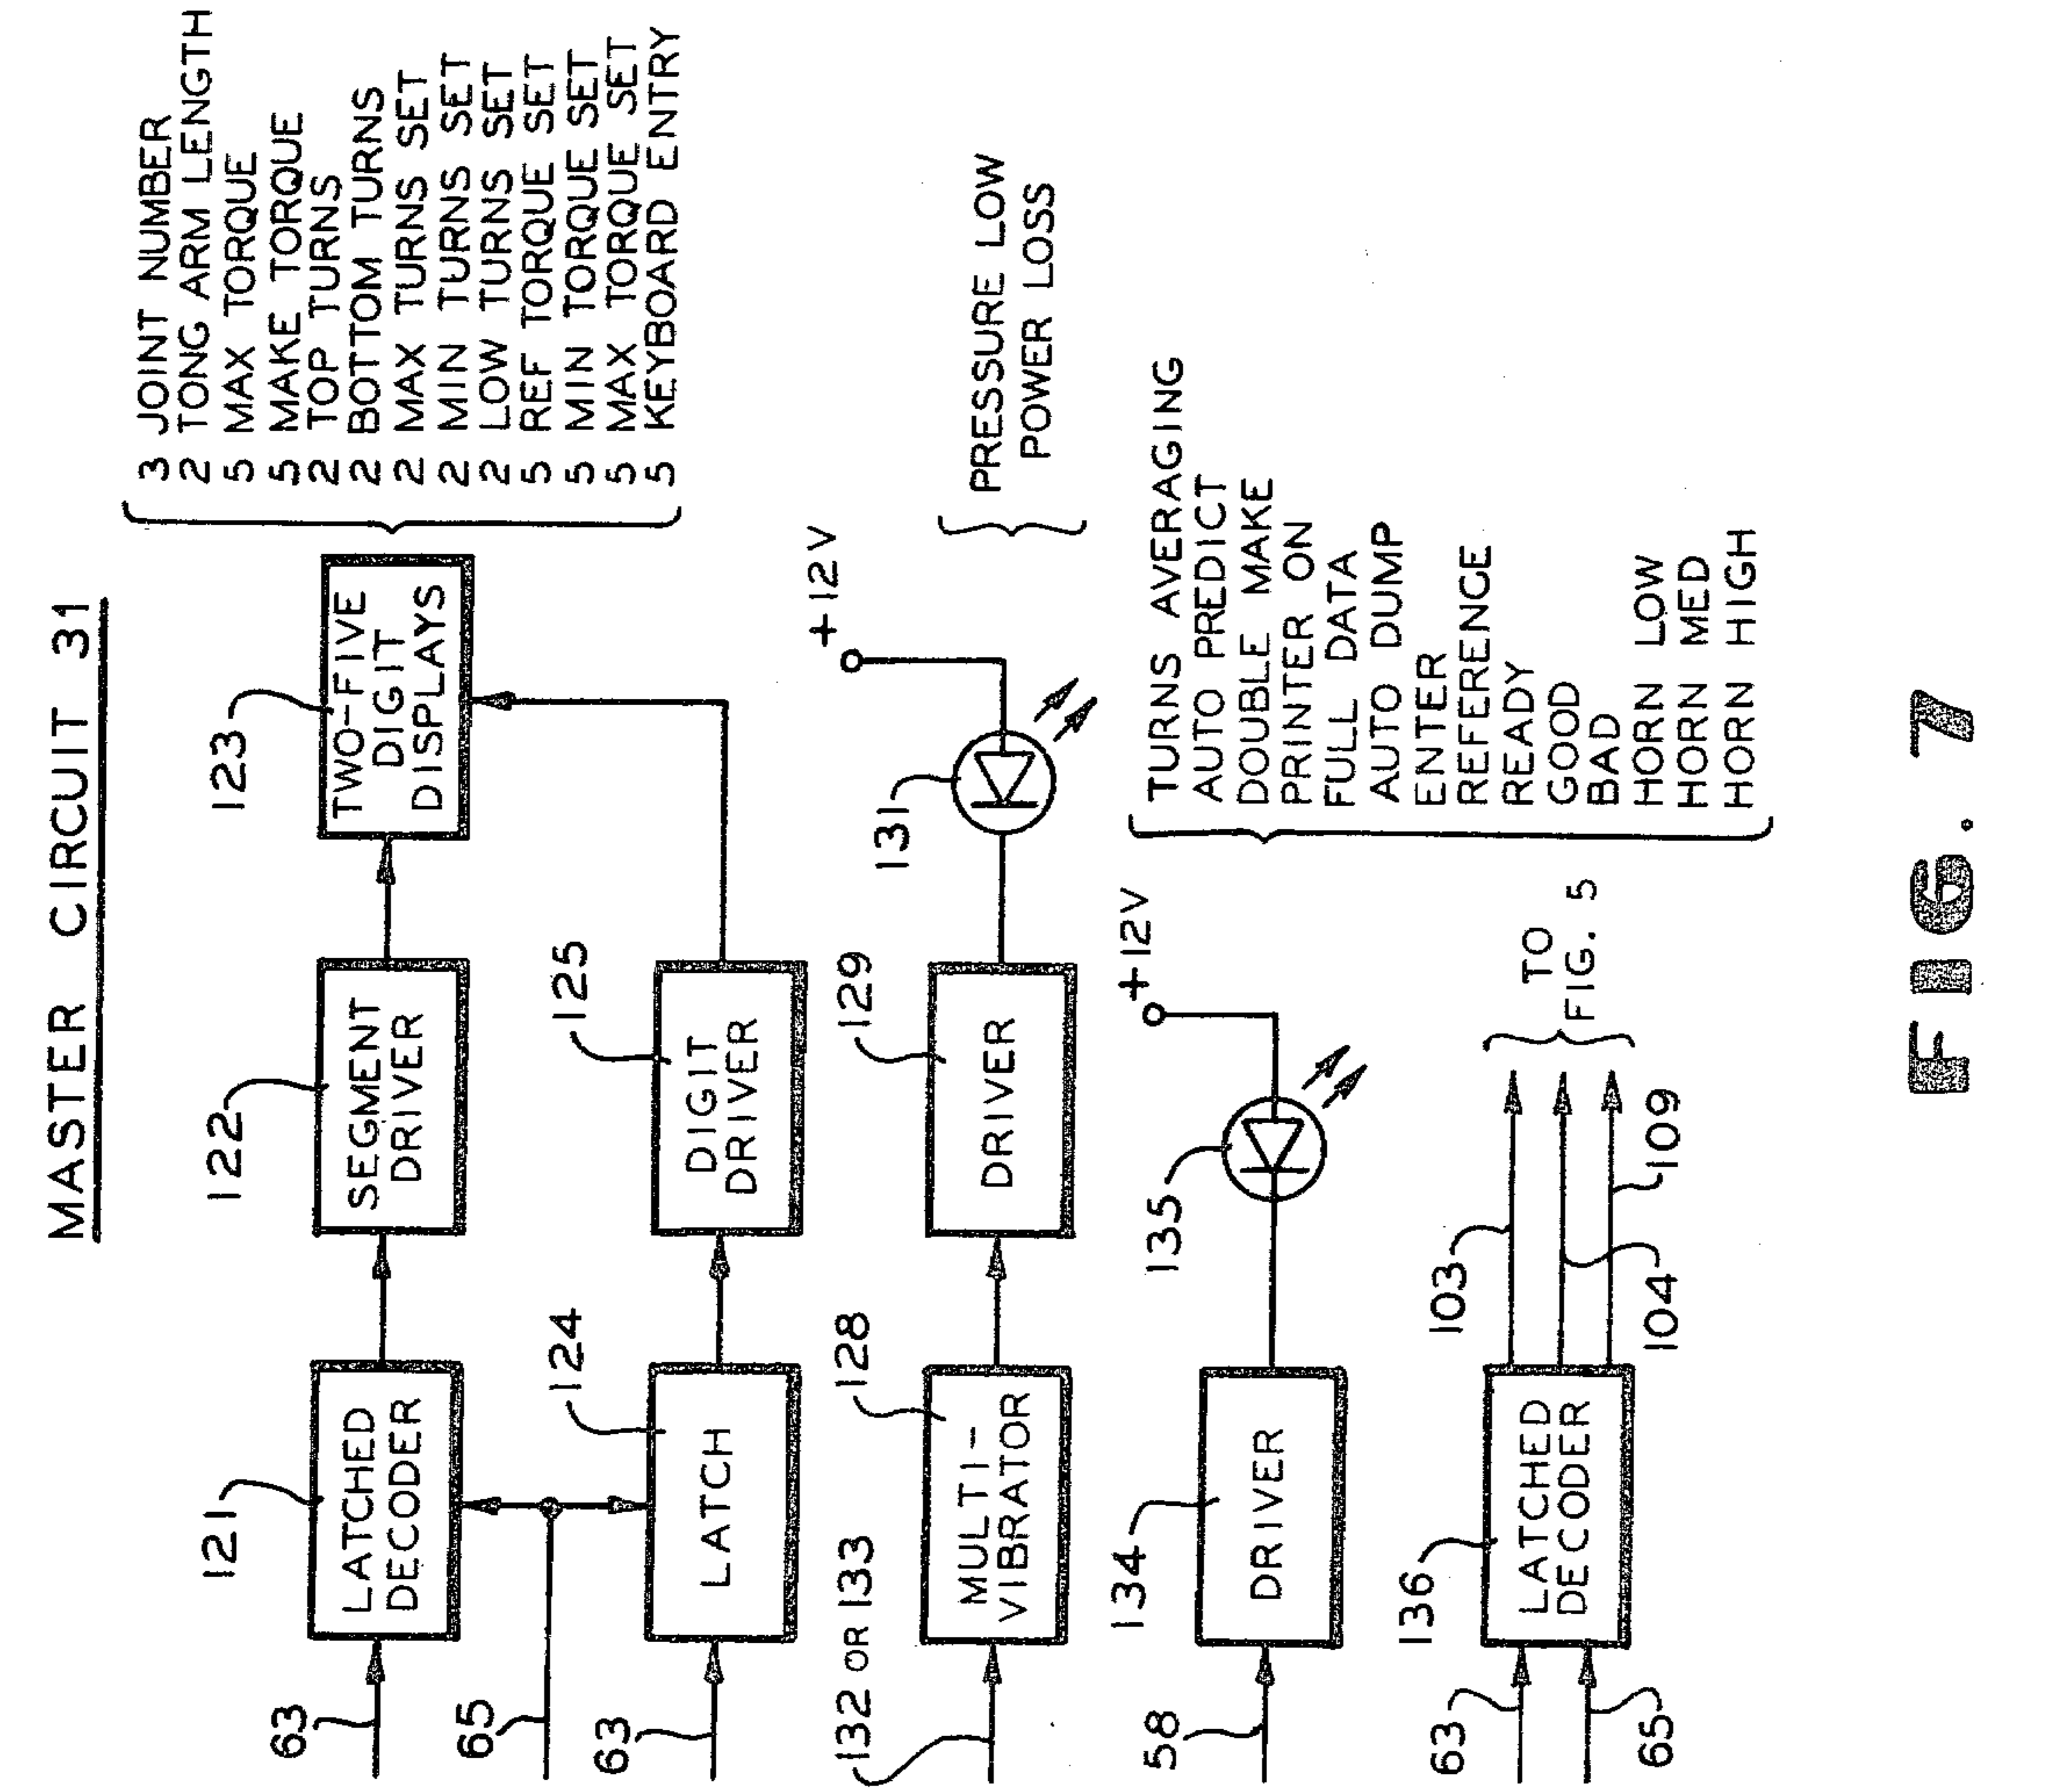 MASTER CIRCUIT 31
121
122
123
63
LATCHED
DECODER
SEGMENT
DRIVER
TWO-FIVE
DIGIT
DISPLAYS
3 JOINT NUMBER
2 TONG ARM LENGTH
5 MAX TORQUE
5 MAKE TORQUE
2 TOP TURNS
2 BOTTOM TURNS
2 MAX TURNS SET
2 MIN TURNS SET
2 LOW TURNS SET
5 REF TORQUE SET
5 MIN TORQUE SET
5 MAX TORQUE SET
5 KEYBOARD ENTRY
65
124
125
63
LATCH
DIGIT
DRIVER
132 OR 133
128
129
131
+12V
MULTI-
VIBRATOR
DRIVER
PRESSURE LOW
POWER LOSS
134
135
+12V
58
DRIVER
TURNS AVERAGING
AUTO PREDICT
DOUBLE MAKE
PRINTER ON
FULL DATA
AUTO DUMP
ENTER
REFERENCE
READY
GOOD
BAD
HORN LOW
HORN MED
HORN HIGH
136
103
63
65
LATCHED
DECODER
104
109
TO
FIG. 5
FIG. 7